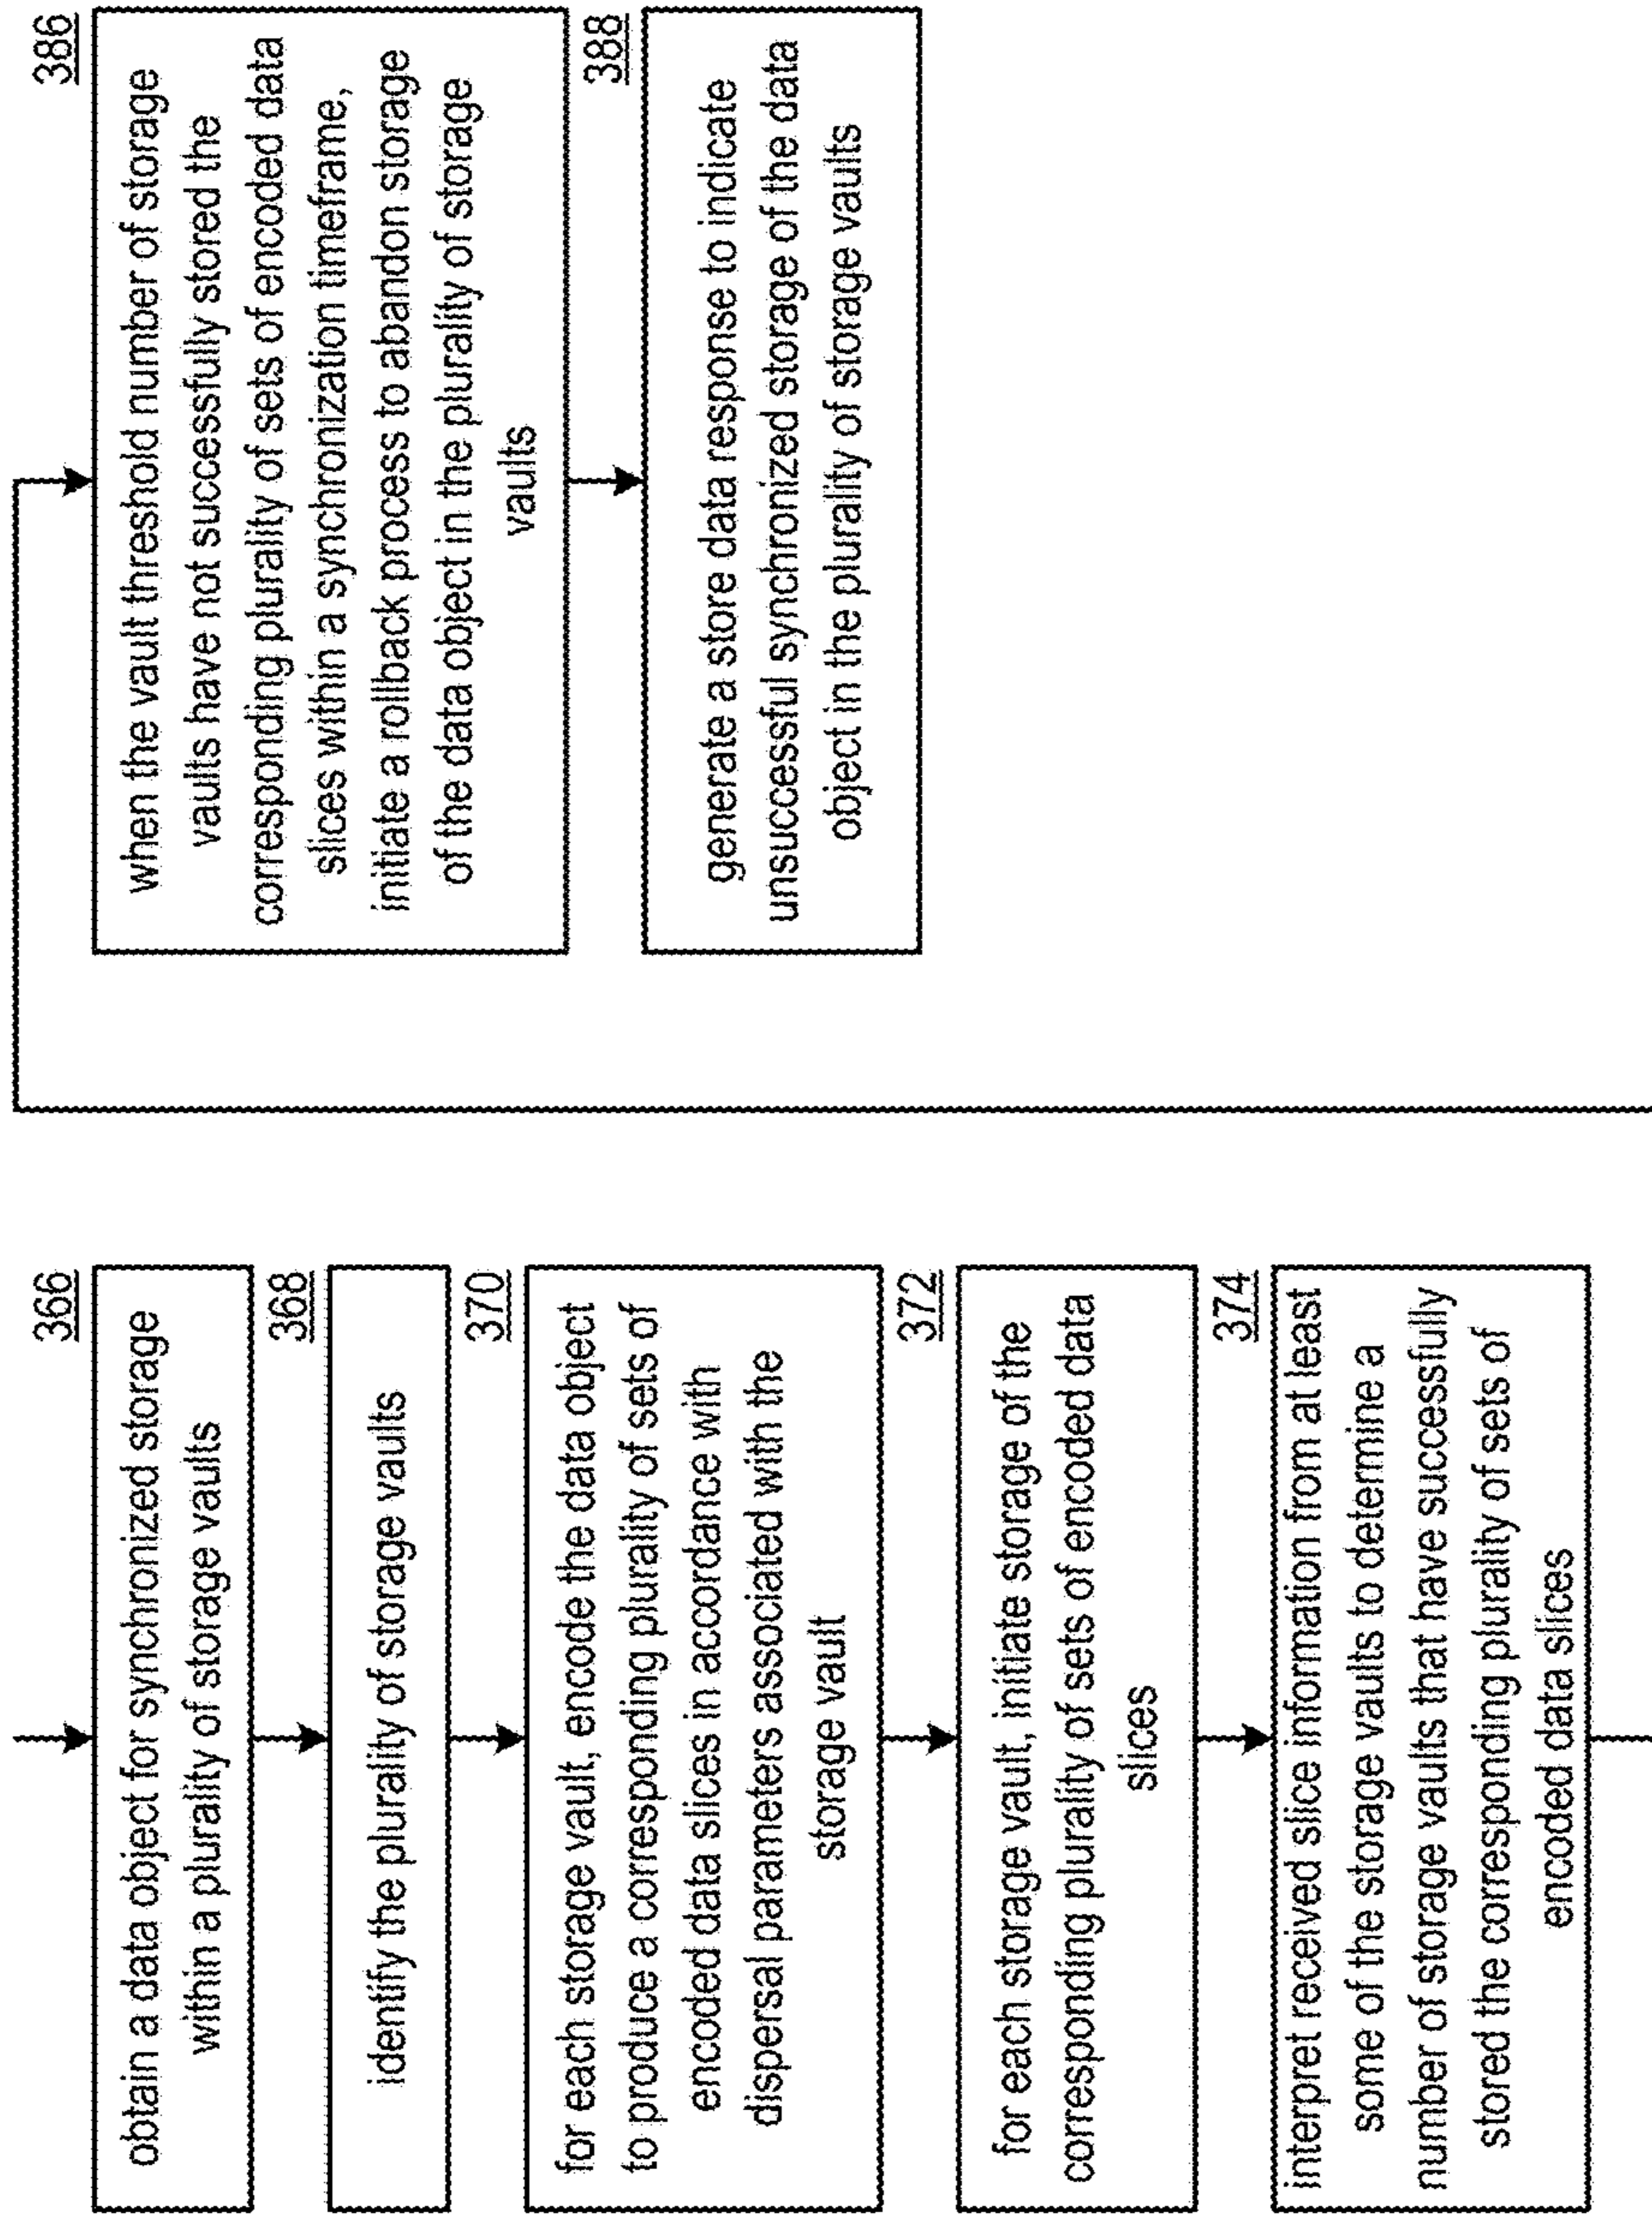 366
obtain a data object for synchronized storage
within a plurality of storage vaults
368
identify the plurality of storage vaults
370
for each storage vault, encode the data object
to produce a corresponding plurality of sets of
encoded data slices in accordance with
dispersal parameters associated with the
storage vault
372
for each storage vault, initiate storage of the
corresponding plurality of sets of encoded data
slices
374
interpret received slice information from at least
some of the storage vaults to determine a
number of storage vaults that have successfully
stored the corresponding plurality of sets of
encoded data slices
386
when the vault threshold number of storage
vaults have not successfully stored the
corresponding plurality of sets of encoded data
slices within a synchronization timeframe,
initiate a rollback process to abandon storage
of the data object in the plurality of storage
vaults
388
generate a store data response to indicate
unsuccessful synchronized storage of the data
object in the plurality of storage vaults